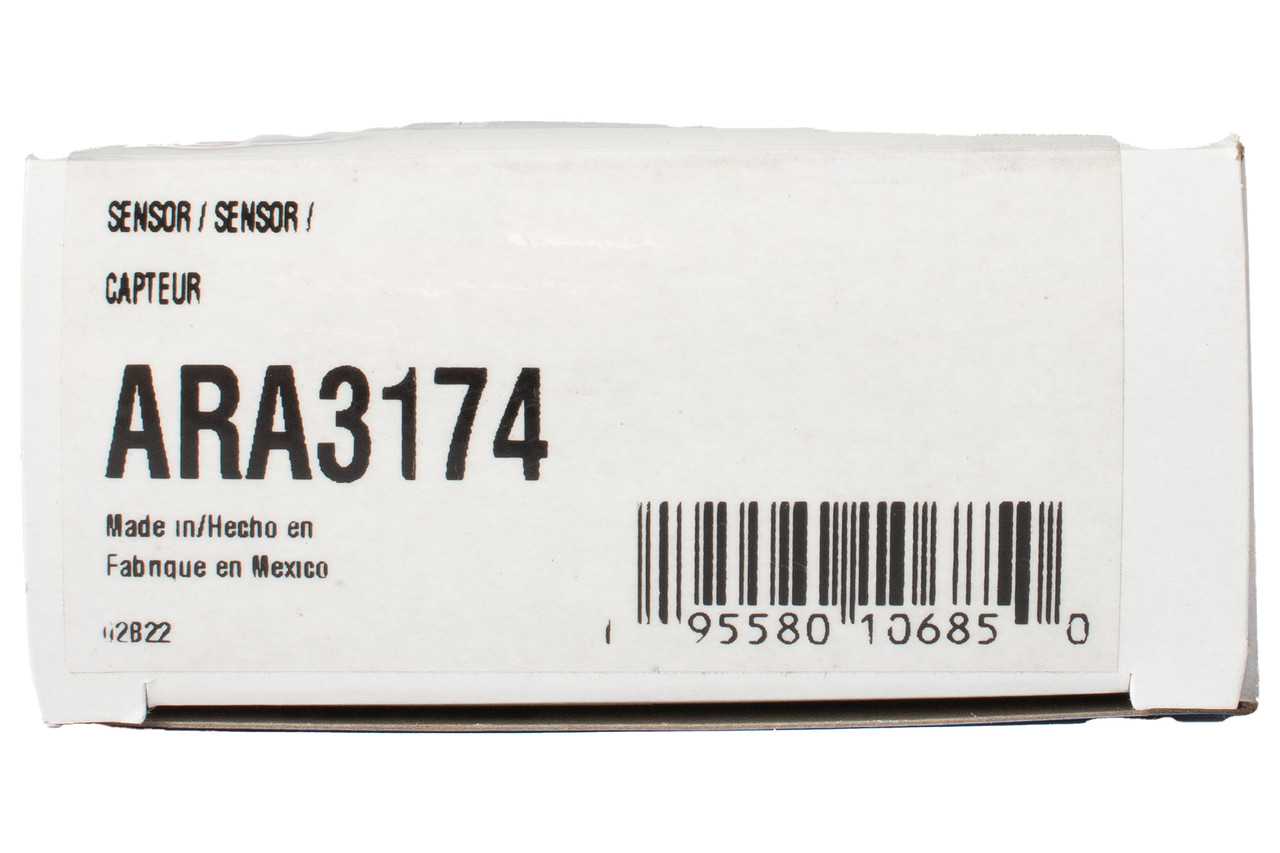 SENSOR / SENSOR /
CAPTEUR
ARA3174
Made in/Hecho en
Fabrique en Mexico
02B22
1 95580 10685 0